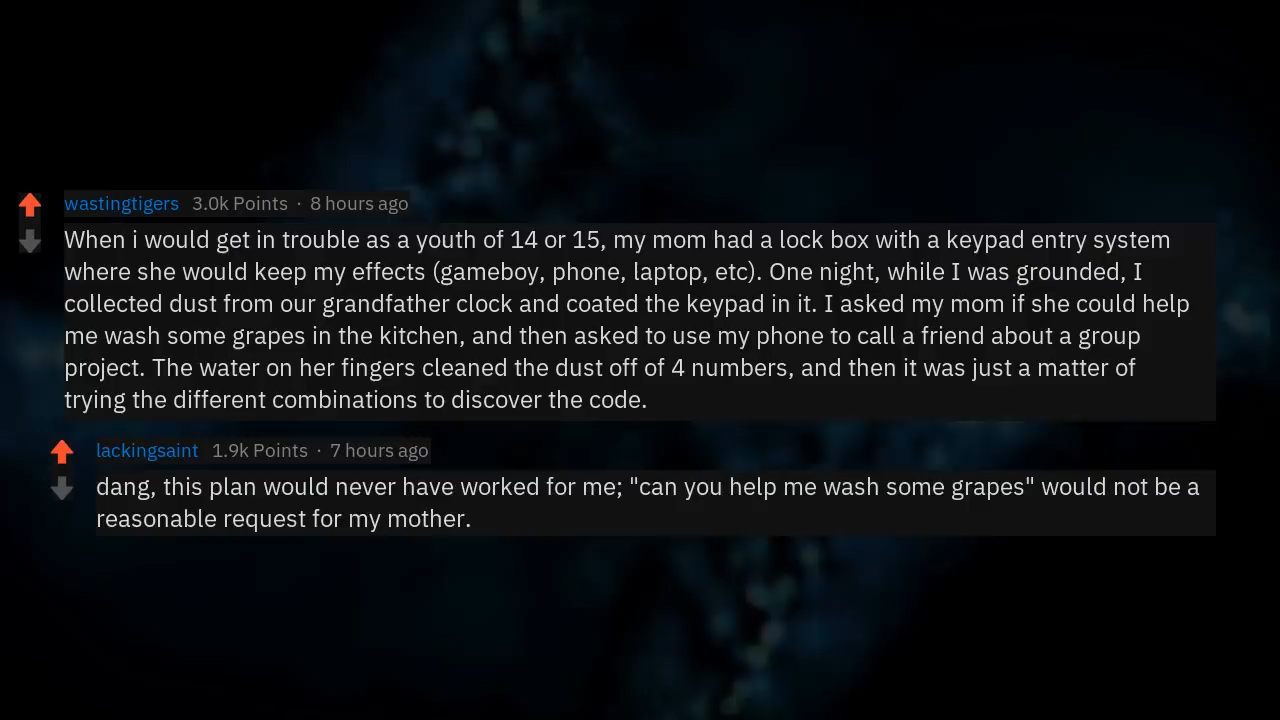 wastingtigers 3.0k Points · 8 hours ago
When i would get in trouble as a youth of 14 or 15, my mom had a lock box with a keypad entry system
where she would keep my effects (gameboy, phone, laptop, etc). One night, while I was grounded, I
collected dust from our grandfather clock and coated the keypad in it. I asked my mom if she could help
me wash some grapes in the kitchen, and then asked to use my phone to call a friend about a group
project. The water on her fingers cleaned the dust off of 4 numbers, and then it was just a matter of
trying the different combinations to discover the code.
lackingsaint 1.9k Points · 7 hours ago
dang, this plan would never have worked for me; "can you help me wash some grapes" would not be a
reasonable request for my mother.